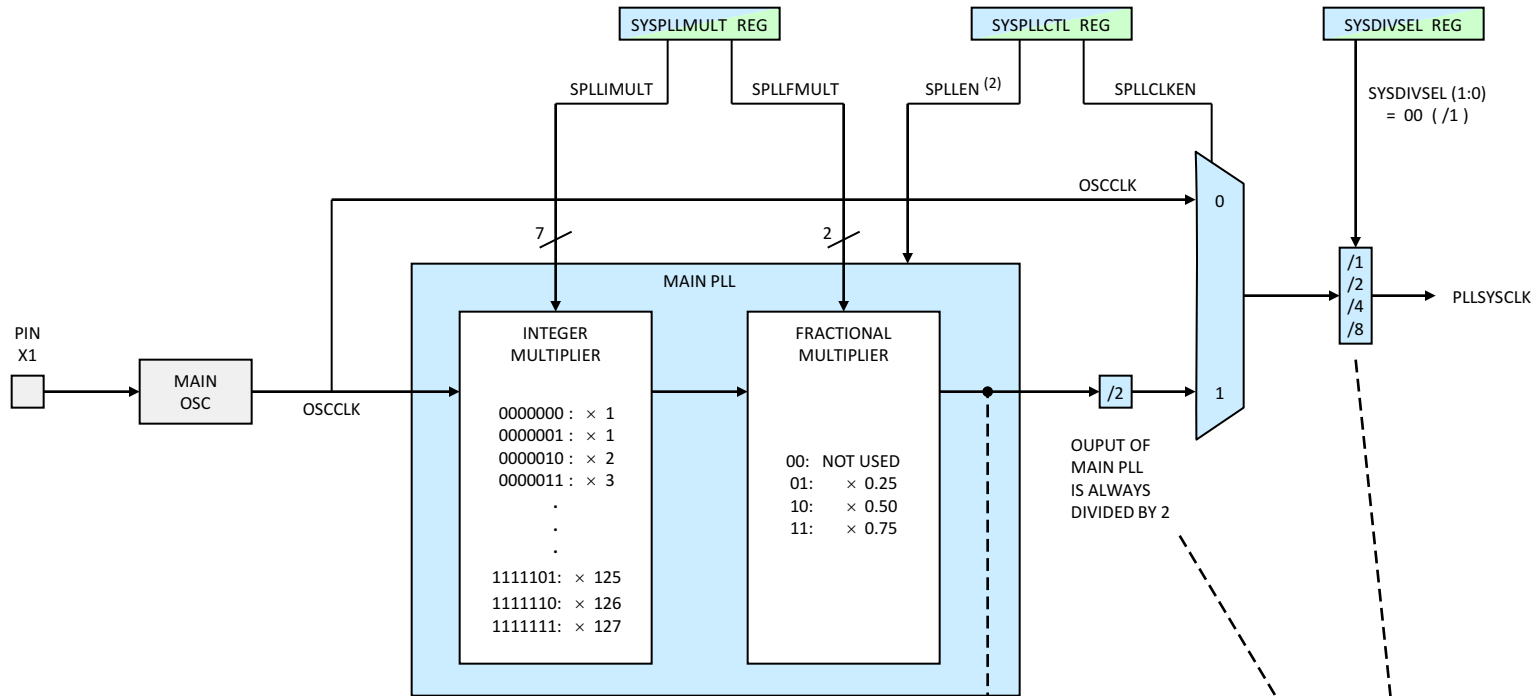 SYSPLLMULT REG
SYSPLLCTL REG
SYSDIVSEL REG
SPLLIMULT
SPLLFMULT
SPLLEN (2)
SPLLCLKEN
SYSDIVSEL (1:0)
= 00 ( /1 )
OSCCLK
0
7
2
MAIN PLL
/1
/2
/4
/8
PLLSYSCLK
PIN
X1
MAIN
OSC
OSCCLK
INTEGER
MULTIPLIER
0000000 : × 1
0000001 : × 1
0000010 : × 2
0000011 : × 3
.
.
.
1111101: × 125
1111110: × 126
1111111: × 127
FRACTIONAL
MULTIPLIER
00: NOT USED
01: × 0.25
10: × 0.50
11: × 0.75
/2
1
OUPUT OF
MAIN PLL
IS ALWAYS
DIVIDED BY 2